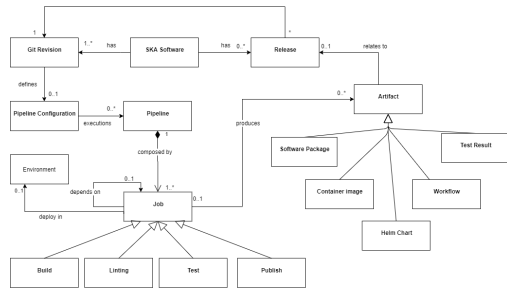 1
*
1..*
has
has
0..*
0..1
relates to
Git Revision
SKA Software
Release
defines
0..1
0..*
0..*
Artifact
Pipeline Configuration
executions
Pipeline
1
produces
composed by
Software Package
Test Result
Environment
0..1
0..1
depends on
1..*
0..1
Container image
Workflow
deploy in
Job
Helm Chart
Build
Linting
Test
Publish